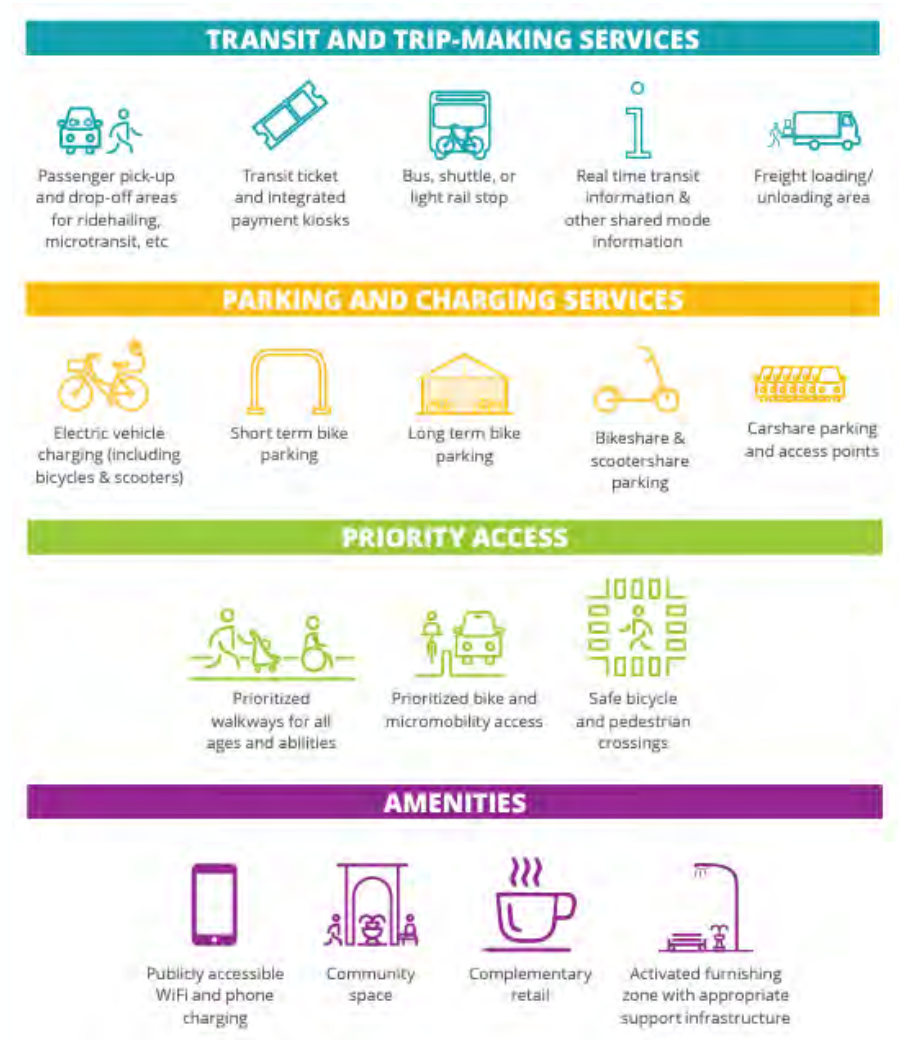 TRANSIT AND TRIP-MAKING SERVICES
Passenger pick-up
and drop-off areas
for ridehailing,
microtransit, etc
Transit ticket
and integrated
payment kiosks
Bus, shuttle, or
light rail stop
Real time transit
information &
other shared mode
information
Freight loading/
unloading area
PARKING AND CHARGING SERVICES
Electric vehicle
charging (including
bicycles & scooters)
Short term bike
parking
Long term bike
parking
Bikeshare &
scootershare
parking
Carshare parking
and access points
PRIORITY ACCESS
Prioritized
walkways for all
ages and abilities
Prioritized bike and
micromobility access
Safe bicycle
and pedestrian
crossings
AMENITIES
Publicly accessible
WiFi and phone
charging
Community
space
Complementary
retail
Activated furnishing
zone with appropriate
support infrastructure